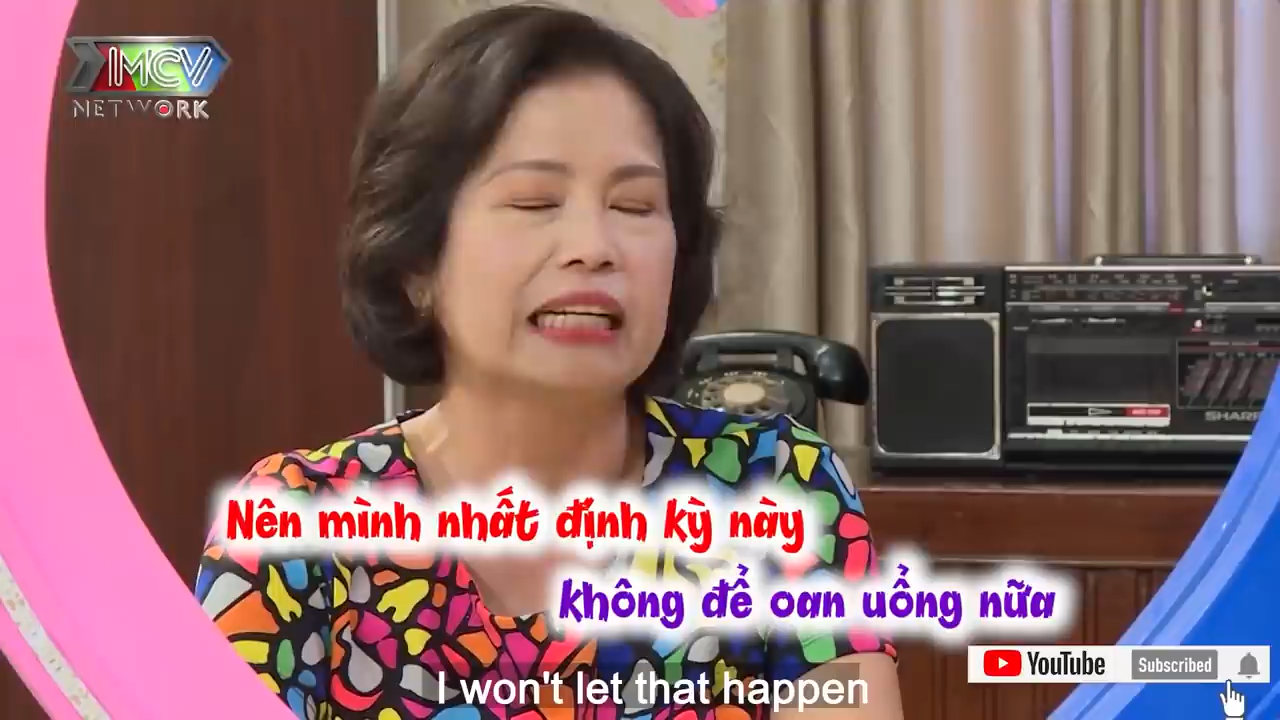 MCV
NETWORK
SHARP
Nên mình nhất định kỳ này
không để oan uổng nữa
YouTube
Subscribed
I won't let that happen